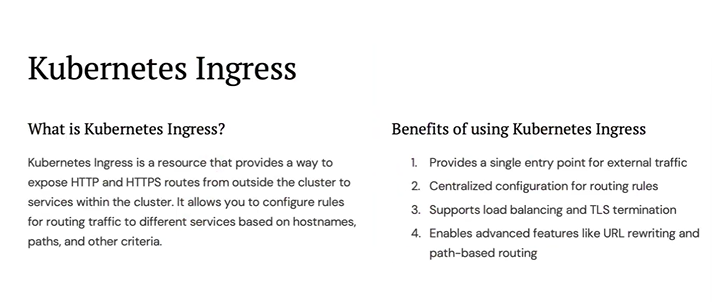 Kubernetes Ingress
What is Kubernetes Ingress?
Kubernetes Ingress is a resource that provides a way to
expose HTTP and HTTPS routes from outside the cluster to
services within the cluster. It allows you to configure rules
for routing traffic to different services based on hostnames,
paths, and other criteria.
Benefits of using Kubernetes Ingress
1. Provides a single entry point for external traffic
2. Centralized configuration for routing rules
3. Supports load balancing and TLS termination
4. Enables advanced features like URL rewriting and
path-based routing